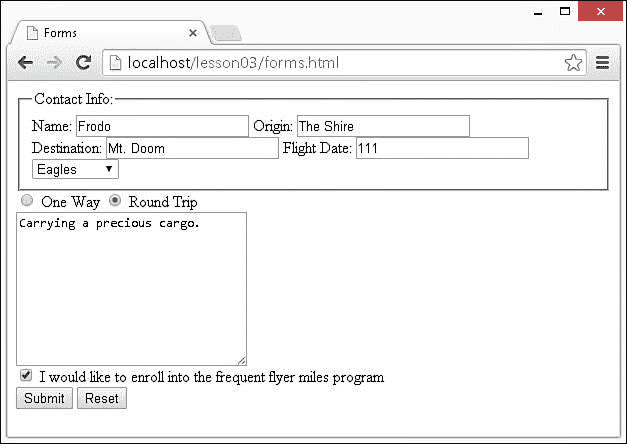 Forms
localhost/lesson03/forms.html
Contact Info:
Name: Frodo Origin: The Shire
Destination: Mt. Doom Flight Date: 111
Eagles
One Way Round Trip
Carrying a precious cargo.
I would like to enroll into the frequent flyer miles program
Submit Reset